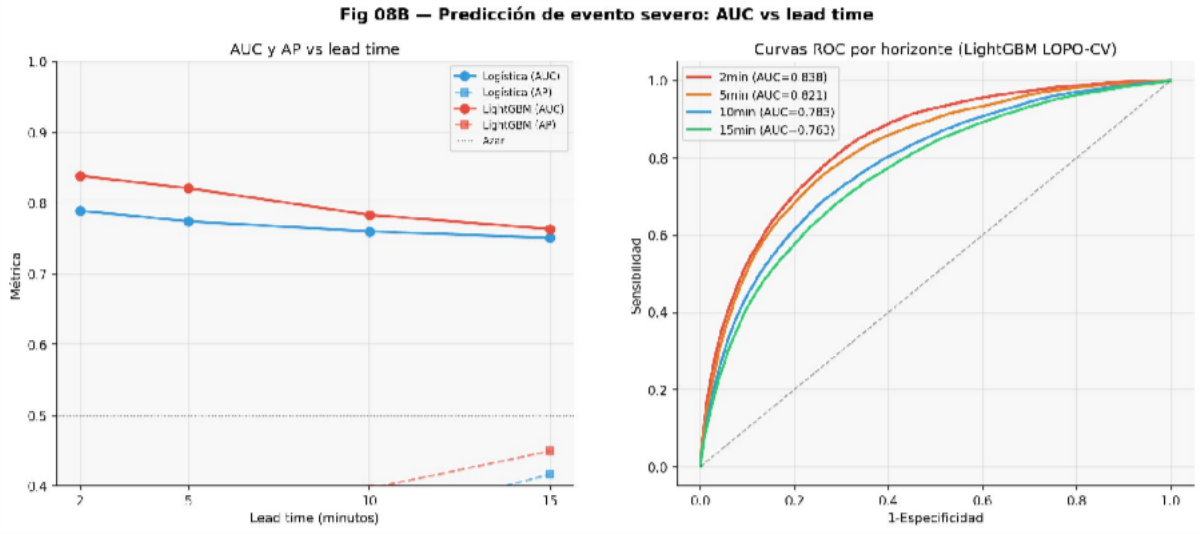 Fig 08B — Predicción de evento severo: AUC vs lead time
AUC y AP vs lead time
1.0
0.9
0.8
0.7
0.6
0.5
0.4
Métrica
2
5
10
15
Lead time (minutos)
Logística (AUC)
Logística (AP)
LightGBM (AUC)
LightGBM (AP)
Azar
Curvas ROC por horizonte (LightGBM LOPO-CV)
1.0
0.8
0.6
0.4
0.2
0.0
Sensibilidad
0.0
0.2
0.4
0.6
0.8
1.0
1-Especificidad
2min (AUC=0.838)
5min (AUC=0.821)
10min (AUC=0.783)
15min (AUC=0.763)